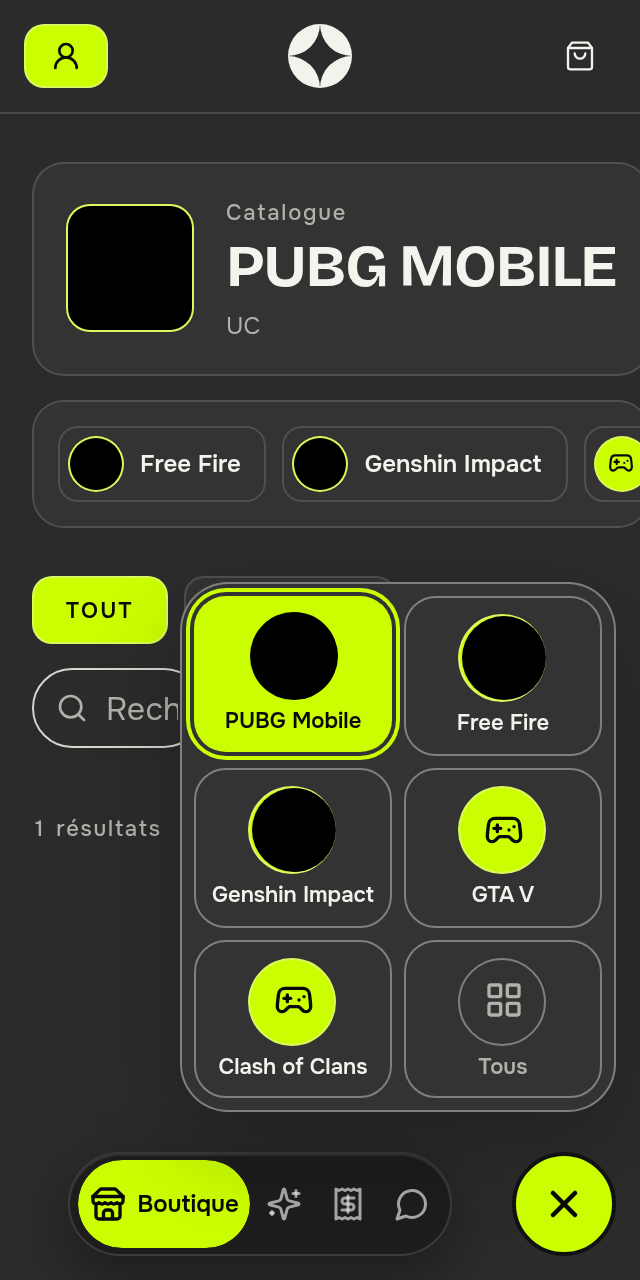 Catalogue
PUBG MOBILE
UC
Free Fire
Genshin Impact
TOUT
Rech
1 résultats
PUBG Mobile
Free Fire
Genshin Impact
GTA V
Clash of Clans
Tous
Boutique